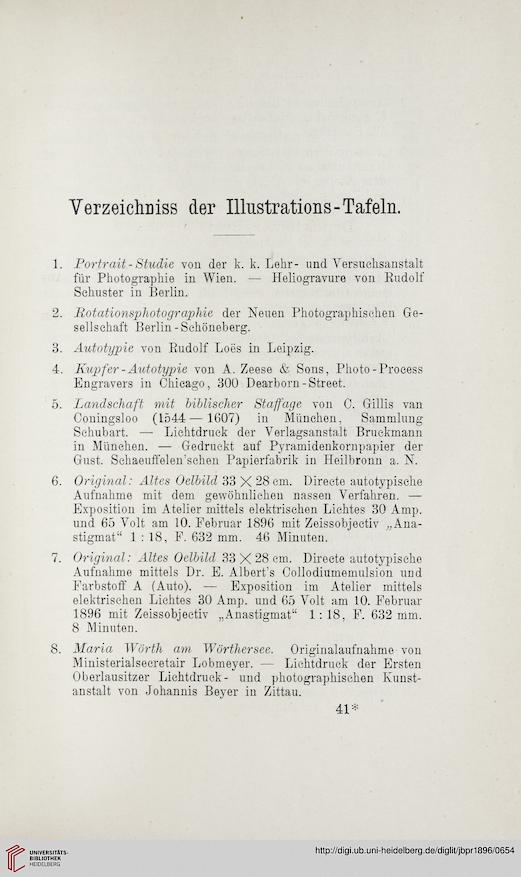 Verzeichniss der Illustrations-Tafeln.
1. Portrait-Studie von der k. k. Lehr- und Versuchsanstalt
für Photographie in Wien. — Heliogravure von Rudolf
Schuster in Berlin.
2. Rotationsphotographie der Neuen Photographischen Ge-
sellschaft Berlin-Schöneberg.
3. Autotypie von Rudolf Loës in Leipzig.
4. Kupfer-Autotypie von A. Zeese & Sons, Photo-Process
Engravers in Chicago, 300 Dearborn-Street.
5. Landschaft mit biblischer Staffage von C. Gillis van
Coningsloo (1544 — 1607) in München, Sammlung
Schubart. — Lichtdruck der Verlagsanstalt Bruckmann
in München. — Gedruckt auf Pyramidenkornpapier der
Gust. Schaeuffelen'schen Papierfabrik in Heilbronn a. N.
6. Original: Altes Oelbild 33 × 28 cm. Directe autotypische
Aufnahme mit dem gewöhnlichen nassen Verfahren. —
Exposition im Atelier mittels elektrischen Lichtes 30 Amp.
und 65 Volt am 10. Februar 1896 mit Zeissobjectiv „Ana-
stigmat“ 1 : 18, F. 632 mm. 46 Minuten.
7. Original: Altes Oelbild 33 × 28 cm. Directe autotypische
Aufnahme mittels Dr. E. Albert's Collodiumemulsion und
Farbstoff A (Auto). — Exposition im Atelier mittels
elektrischen Lichtes 30 Amp. und 65 Volt am 10. Februar
1896 mit Zeissobjectiv „Anastigmat“ 1 : 18, F. 632 mm.
8 Minuten.
8. Maria Wörth am Wörthersee. Originalaufnahme von
Ministerialsecretair Lobmeyer. — Lichtdruck der Ersten
Oberlausitzer Lichtdruck- und photographischen Kunst-
anstalt von Johannis Beyer in Zittau.
41*
UNIVERSITÄTS-
BIBLIOTHEK
HEIDELBERG
http://digi.ub.uni-heidelberg.de/diglit/jbpr1896/0654